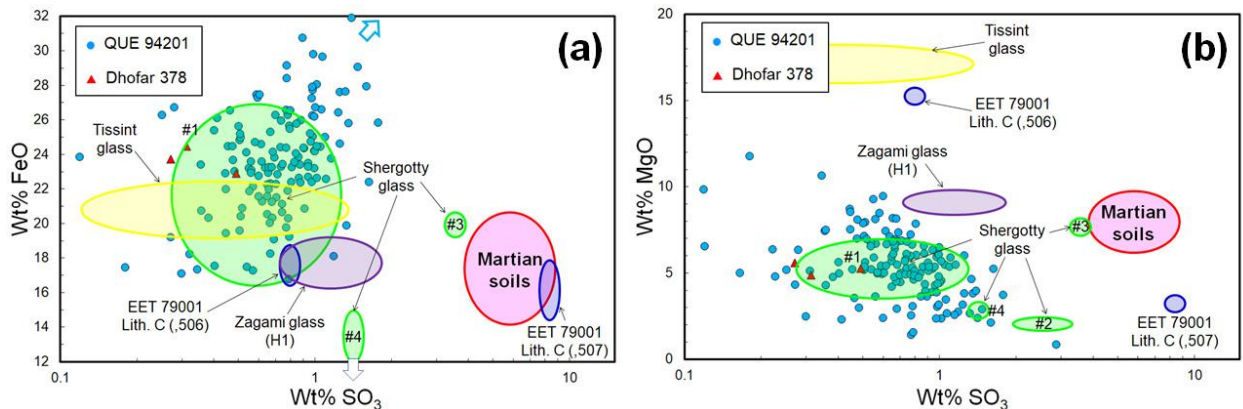 (a)
QUE 94201
Dhofar 378
32
30
28
26
24
22
20
18
16
14
12
Wt% FeO
Tissint
glass
#1
Shergotty
glass
#3
Martian
soils
EET 79001
Lith. C (,506)
Zagami glass
(H1)
#4
EET 79001
Lith. C (,507)
0.1
1
10
Wt% SO3
(b)
QUE 94201
Dhofar 378
20
15
10
5
0
Wt% MgO
Tissint
glass
EET 79001
Lith. C (,506)
Zagami glass
(H1)
Shergotty
glass
#1
#3
Martian
soils
#4
#2
EET 79001
Lith. C (,507)
0.1
1
10
Wt% SO3